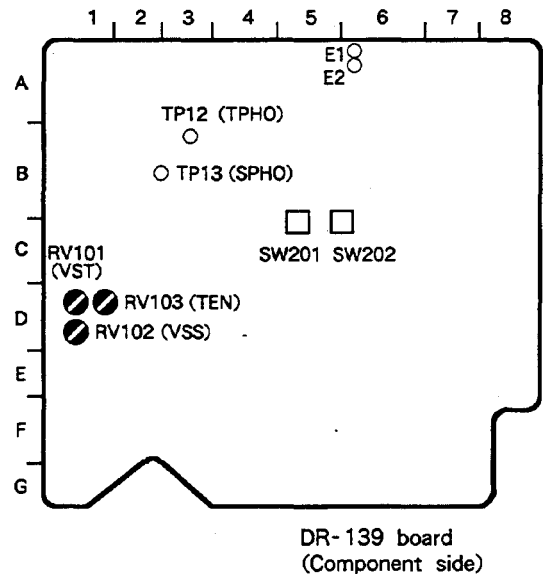 1 2 3 4 5 6 7 8
A
E1
E2
TP12 (TPHO)
B
TP13 (SPHO)
C
SW201 SW202
RV101
(VST)
D
RV103 (TEN)
RV102 (VSS)
E
F
G
DR-139 board
(Component side)